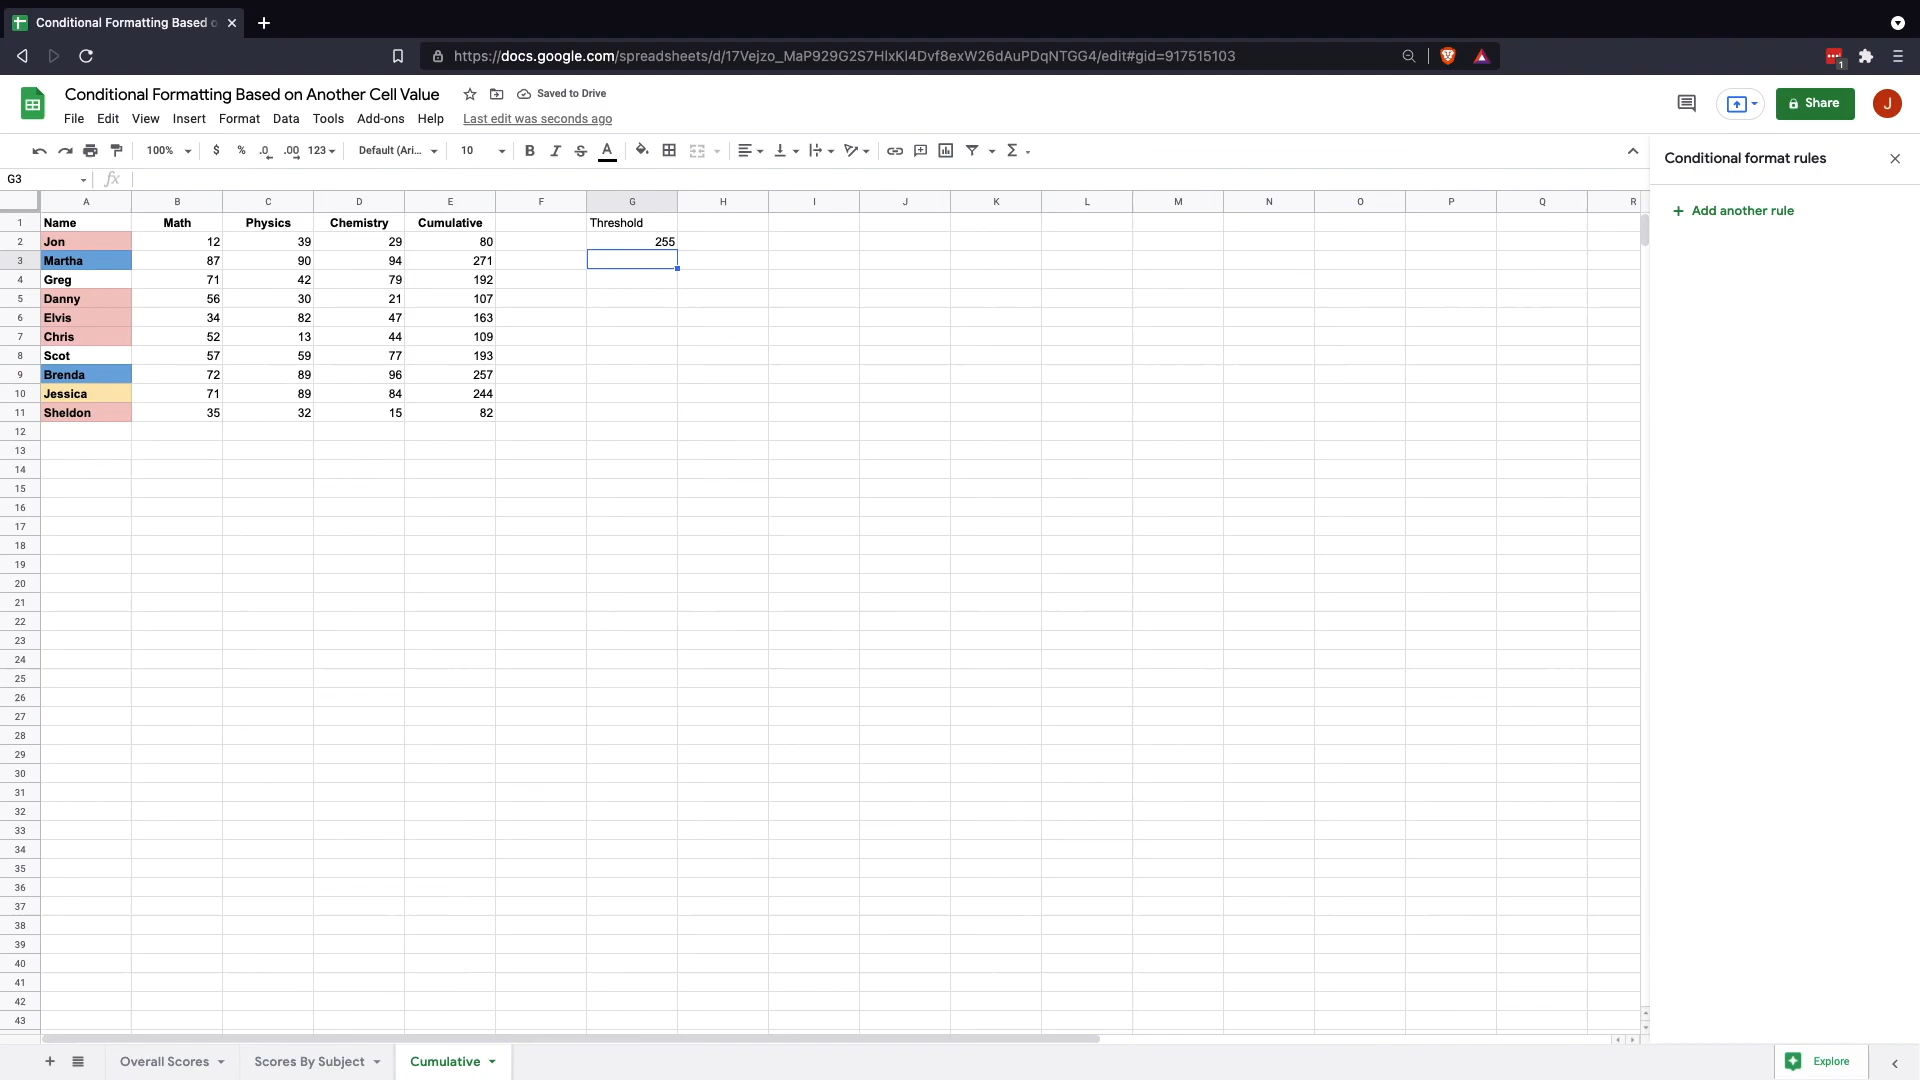 Conditional Formatting Based o
https://docs.google.com/spreadsheets/d/17Vejzo_MaP929G2S7HlxKl4Dvf8exW26dAuPDqNTGG4/edit#gid=917515103
1
Conditional Formatting Based on Another Cell Value
Saved to Drive
Share
J
File Edit View Insert Format Data Tools Add-ons Help Last edit was seconds ago
100% $ % .0 .00 123 Default (Ari... 10 B I S A Σ
Conditional format rules
G3 fx
+ Add another rule
A B C D E F G H I J K L M N O P Q R
1 Name Math Physics Chemistry Cumulative Threshold
2 Jon 12 39 29 80 255
3 Martha 87 90 94 271
4 Greg 71 42 79 192
5 Danny 56 30 21 107
6 Elvis 34 82 47 163
7 Chris 52 13 44 109
8 Scot 57 59 77 193
9 Brenda 72 89 96 257
10 Jessica 71 89 84 244
11 Sheldon 35 32 15 82
12
13
14
15
16
17
18
19
20
21
22
23
24
25
26
27
28
29
30
31
32
33
34
35
36
37
38
39
40
41
42
43
Overall Scores Scores By Subject Cumulative Explore